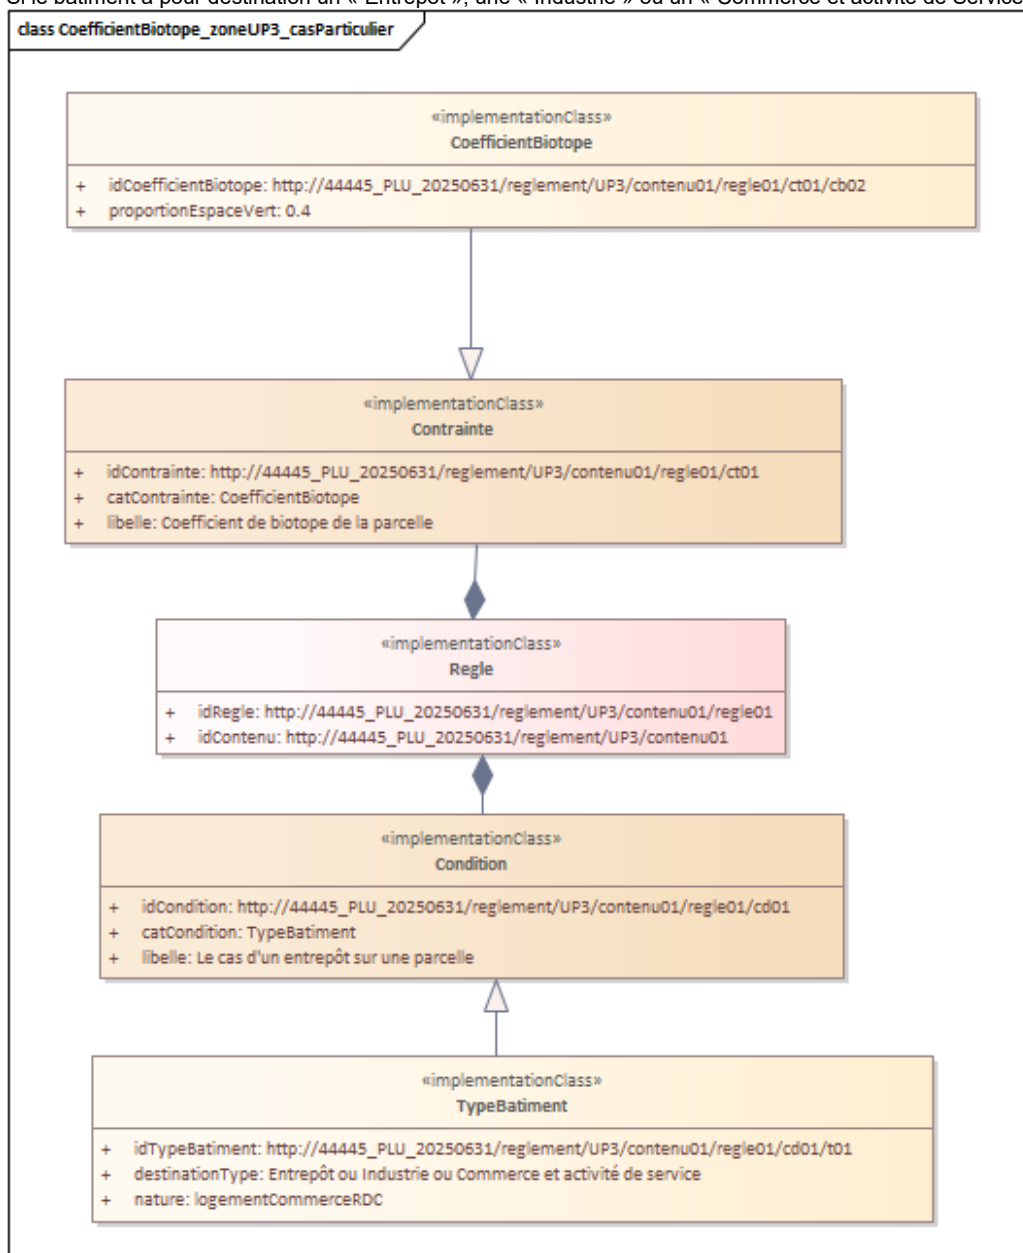 Si le bâtiment a pour destination un « Entrepôt », une « Industrie » ou un « Commerce et activité de Service
class CoefficientBiotope_zoneUP3_casParticulier
«implementationClass»
CoefficientBiotope
+ idCoefficientBiotope: http://44445_PLU_20250631/reglement/UP3/contenu01/regle01/ct01/cb02
+ proportionEspaceVert: 0.4
«implementationClass»
Contrainte
+ idContrainte: http://44445_PLU_20250631/reglement/UP3/contenu01/regle01/ct01
+ catContrainte: CoefficientBiotope
+ libelle: Coefficient de biotope de la parcelle
«implementationClass»
Regle
+ idRegle: http://44445_PLU_20250631/reglement/UP3/contenu01/regle01
+ idContenu: http://44445_PLU_20250631/reglement/UP3/contenu01
«implementationClass»
Condition
+ idCondition: http://44445_PLU_20250631/reglement/UP3/contenu01/regle01/cd01
+ catCondition: TypeBatiment
+ libelle: Le cas d'un entrepôt sur une parcelle
«implementationClass»
TypeBatiment
+ idTypeBatiment: http://44445_PLU_20250631/reglement/UP3/contenu01/regle01/cd01/t01
+ destinationType: Entrepôt ou Industrie ou Commerce et activité de service
+ nature: logementCommerceRDC